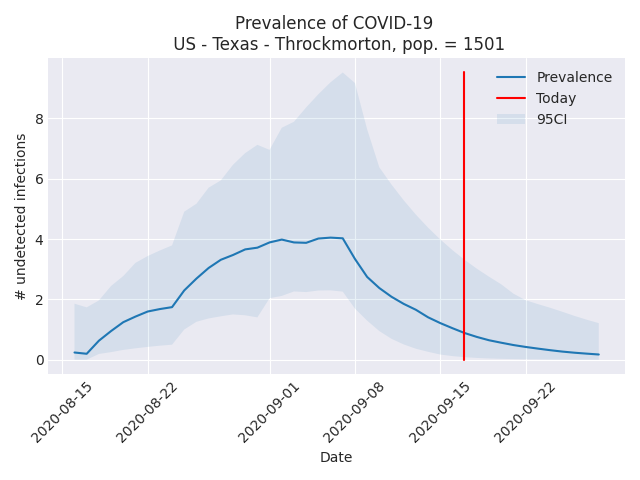 Prevalence of COVID-19
US - Texas - Throckmorton, pop. = 1501
Prevalence
Today
95CI
# undetected infections
8
6
4
2
0
2020-08-15
2020-08-22
2020-09-01
2020-09-08
2020-09-15
2020-09-22
Date